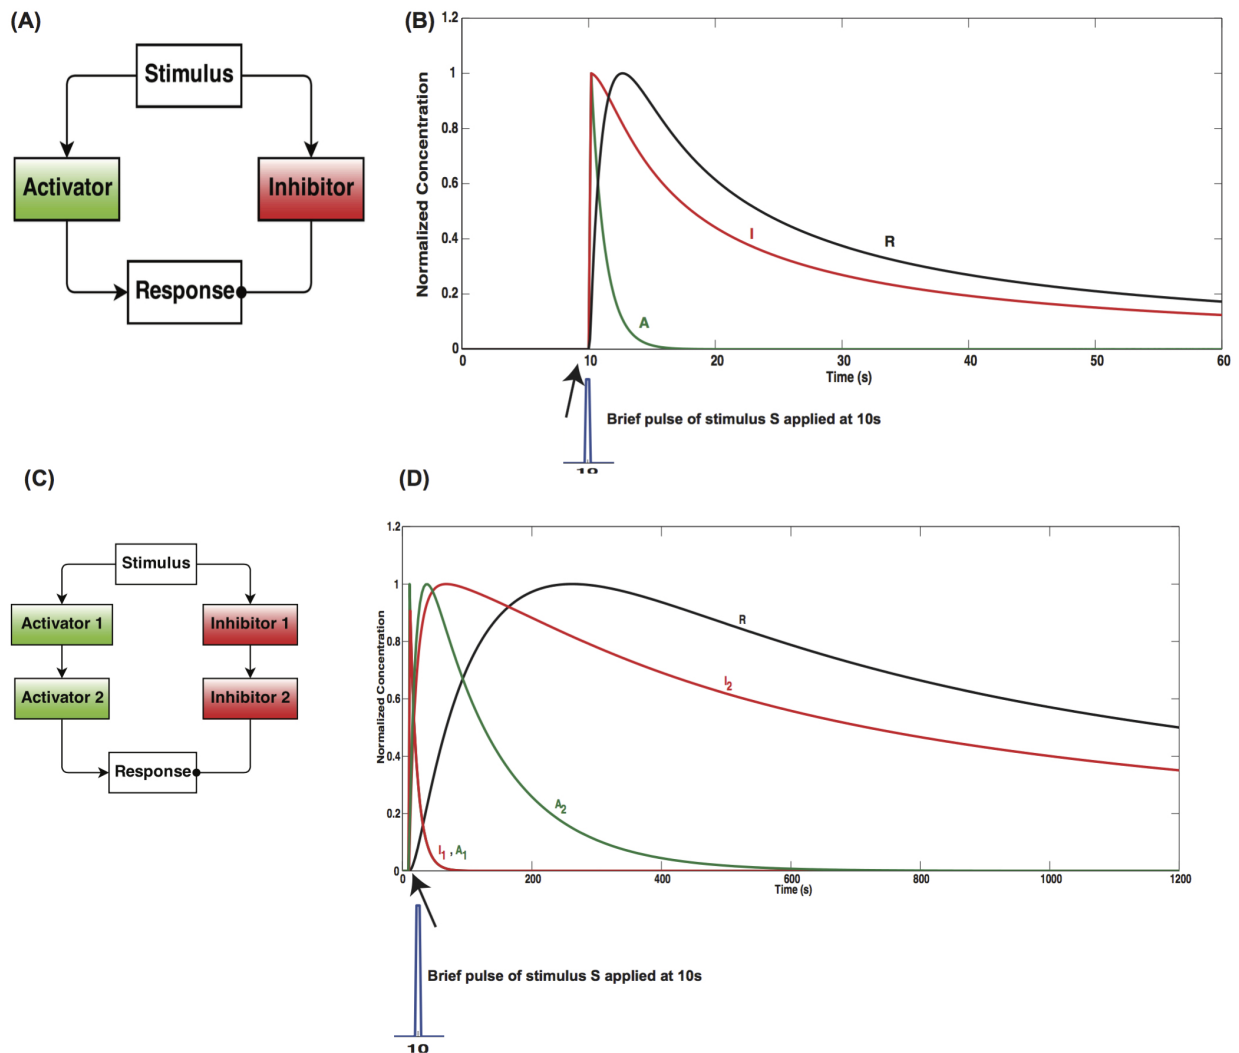 (A)
Stimulus
Activator
Inhibitor
Response
(B)
Normalized Concentration
1.2
1
0.8
0.6
0.4
0.2
0
I
R
A
0 10 20 30 40 50 60
Time (s)
Brief pulse of stimulus S applied at 10s
10
(C)
Stimulus
Activator 1
Inhibitor 1
Activator 2
Inhibitor 2
Response
(D)
Normalized Concentration
1.2
1
0.8
0.6
0.4
0.2
0
R
I2
A2
I1 , A1
0 200 400 600 800 1000 1200
Time (s)
Brief pulse of stimulus S applied at 10s
10